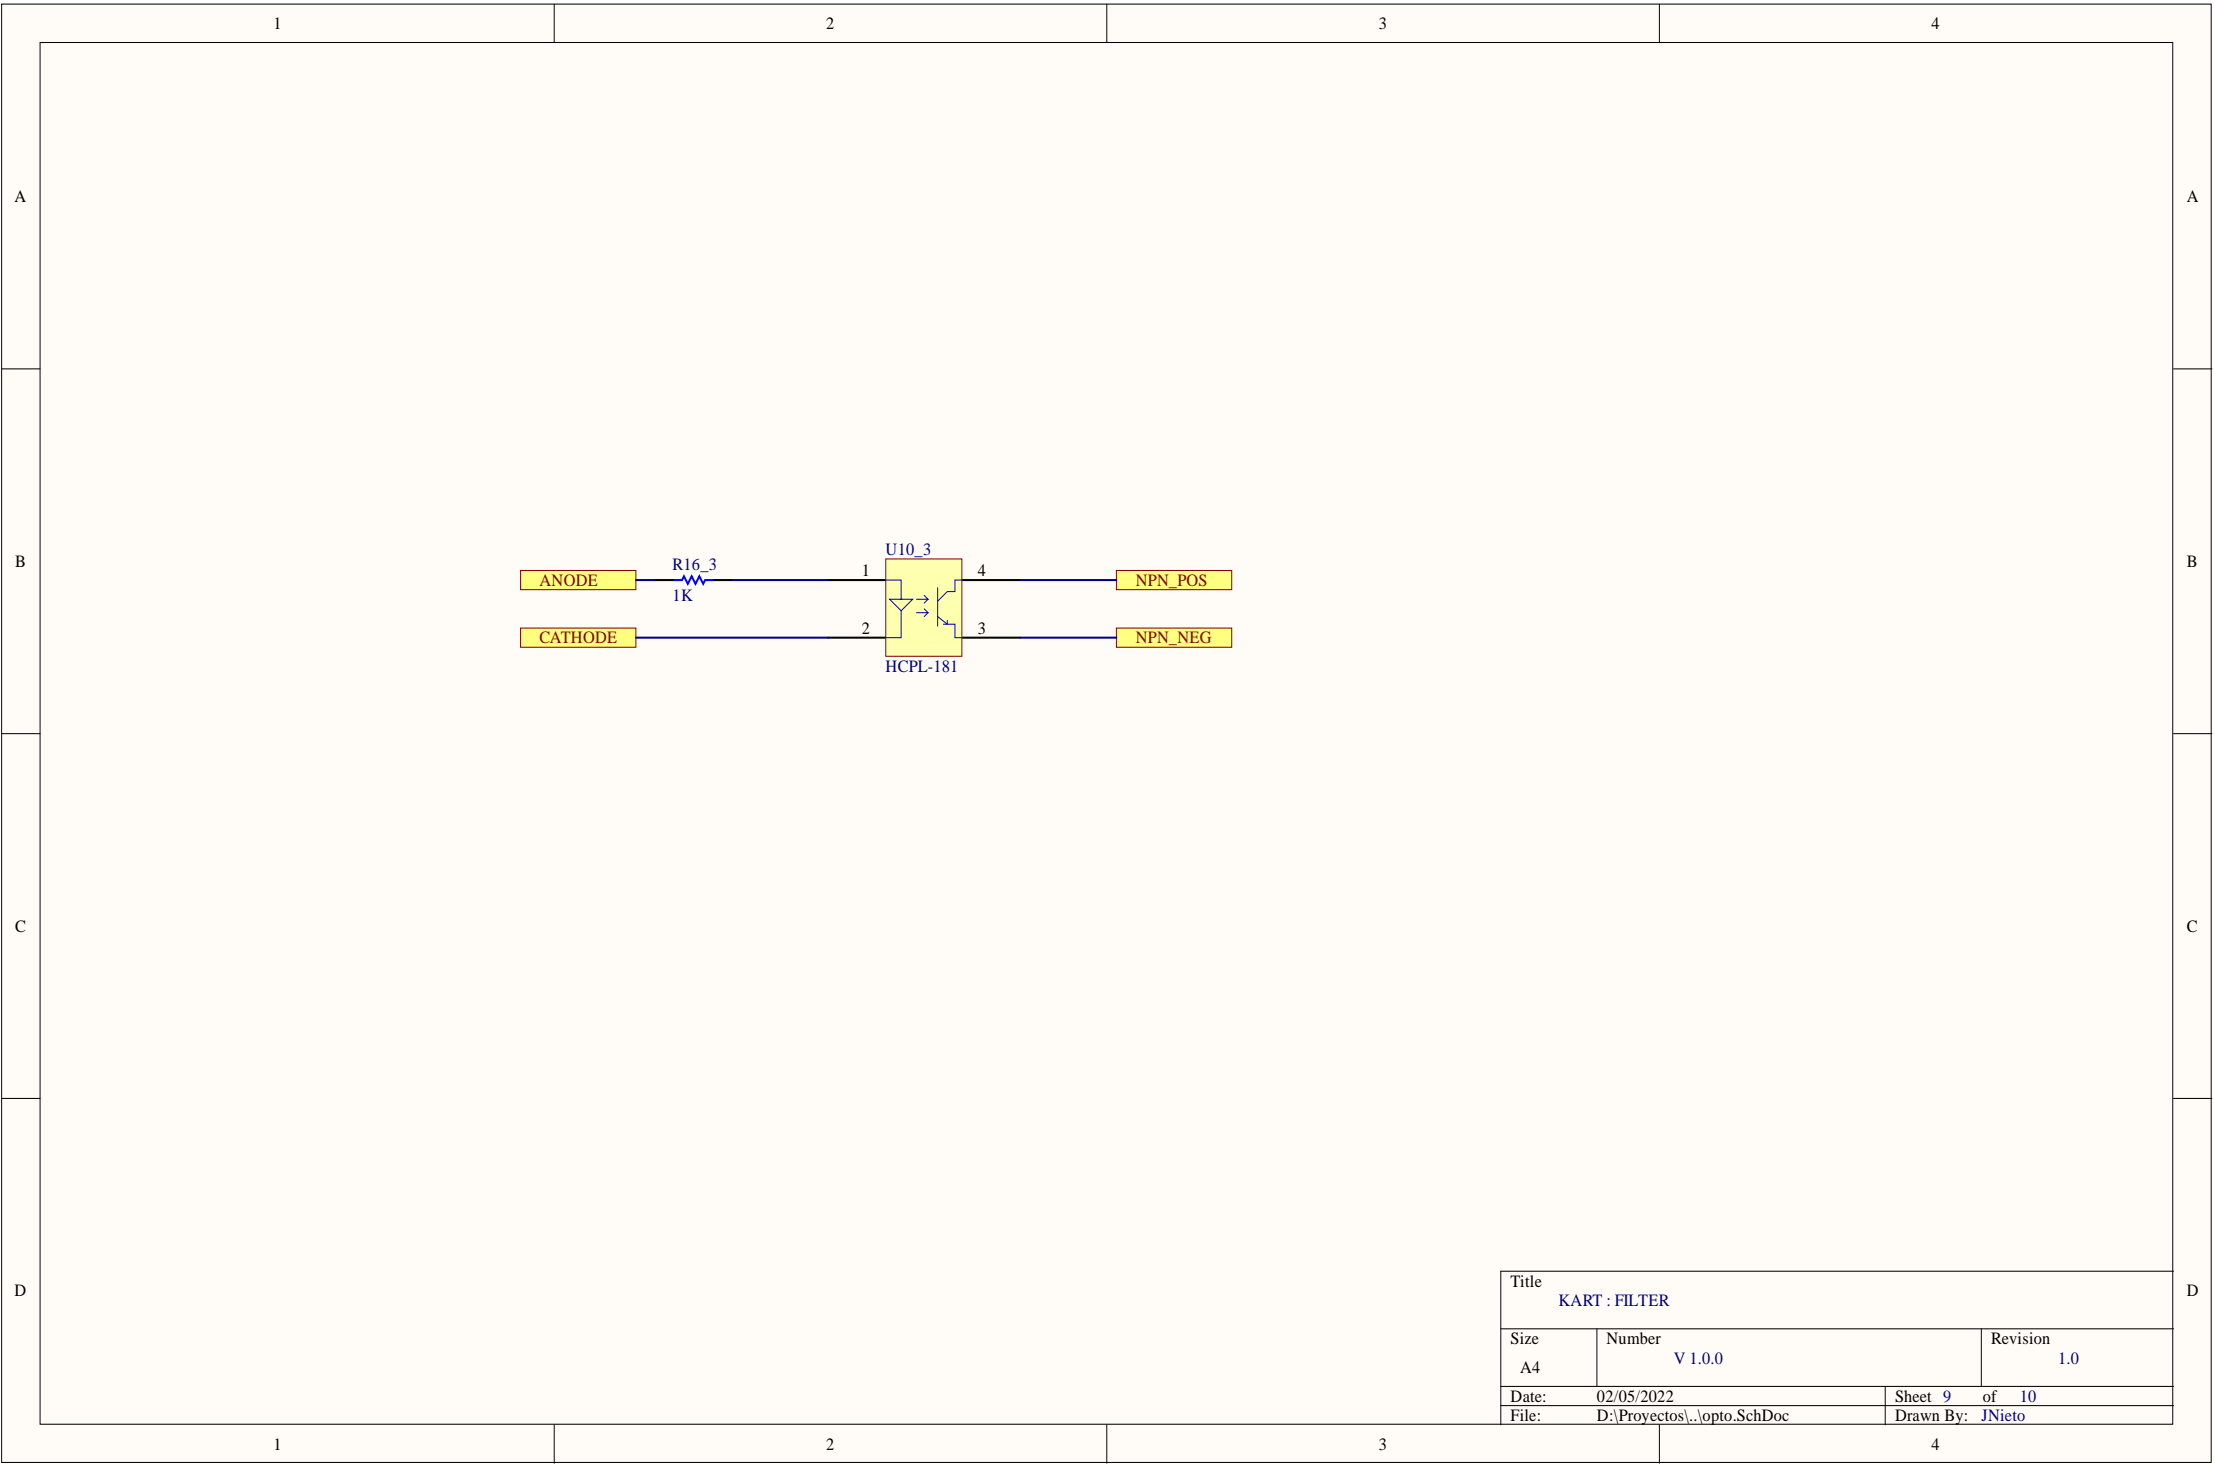 1 2 3 4
A A
B B
U10_3
R16_3
ANODE 1 4 NPN_POS
1K
CATHODE 2 3 NPN_NEG
HCPL-181
C C
D D
Title
KART : FILTER
Size Number Revision
A4 V 1.0.0 1.0
Date: 02/05/2022 Sheet 9 of 10
File: D:\Proyectos\..\opto.SchDoc Drawn By: JNieto
1 2 3 4